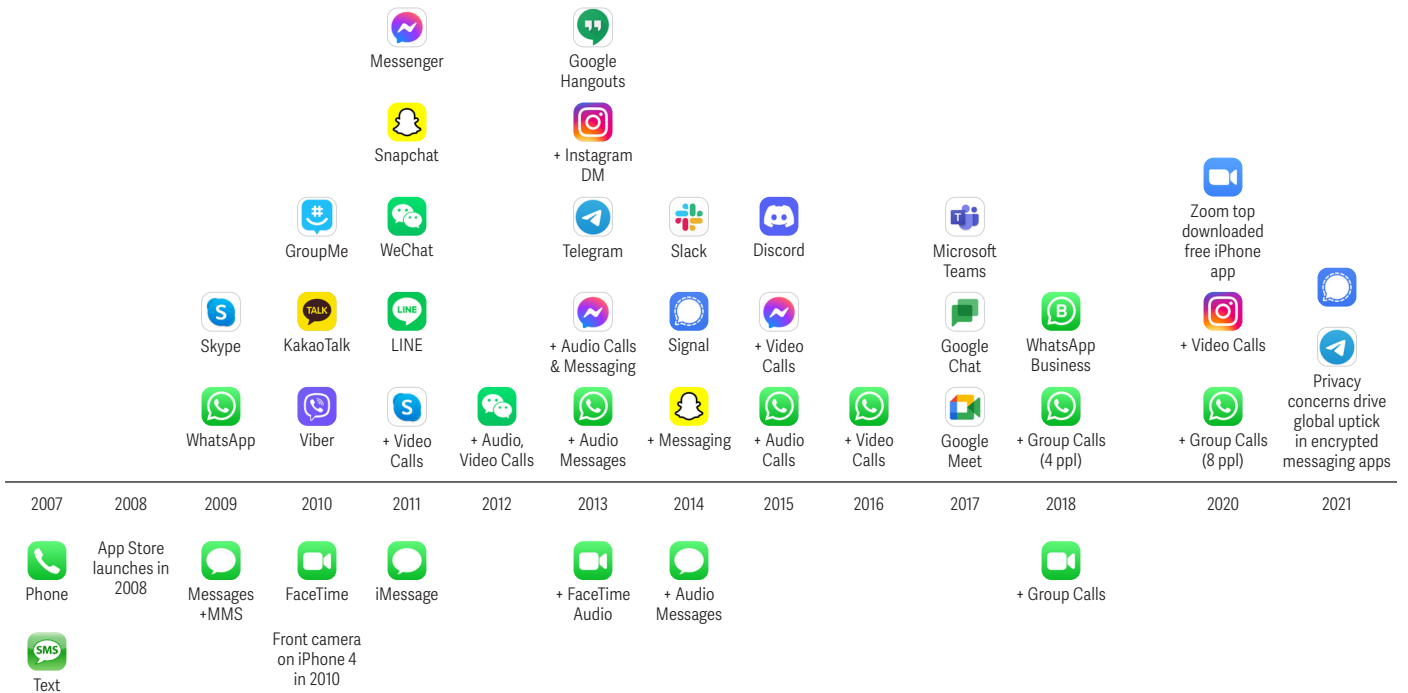 Messenger
Google
Hangouts
Snapchat
+ Instagram
DM
#
GroupMe
WeChat
Telegram
Slack
Discord
T
Microsoft
Teams
Zoom top
downloaded
free iPhone
app
S
Skype
TALK
KakaoTalk
LINE
LINE
+ Audio Calls
& Messaging
Signal
+ Video
Calls
Google
Chat
B
WhatsApp
Business
+ Video Calls
WhatsApp
Viber
S
+ Video
Calls
+ Audio,
Video Calls
+ Audio
Messages
+ Messaging
+ Audio
Calls
+ Video
Calls
Google
Meet
+ Group Calls
(4 ppl)
+ Group Calls
(8 ppl)
Privacy
concerns drive
global uptick
in encrypted
messaging apps
2007
2008
2009
2010
2011
2012
2013
2014
2015
2016
2017
2018
2020
2021
Phone
App Store
launches in
2008
Messages
+MMS
FaceTime
iMessage
+ FaceTime
Audio
+ Audio
Messages
+ Group Calls
SMS
Text
Front camera
on iPhone 4
in 2010